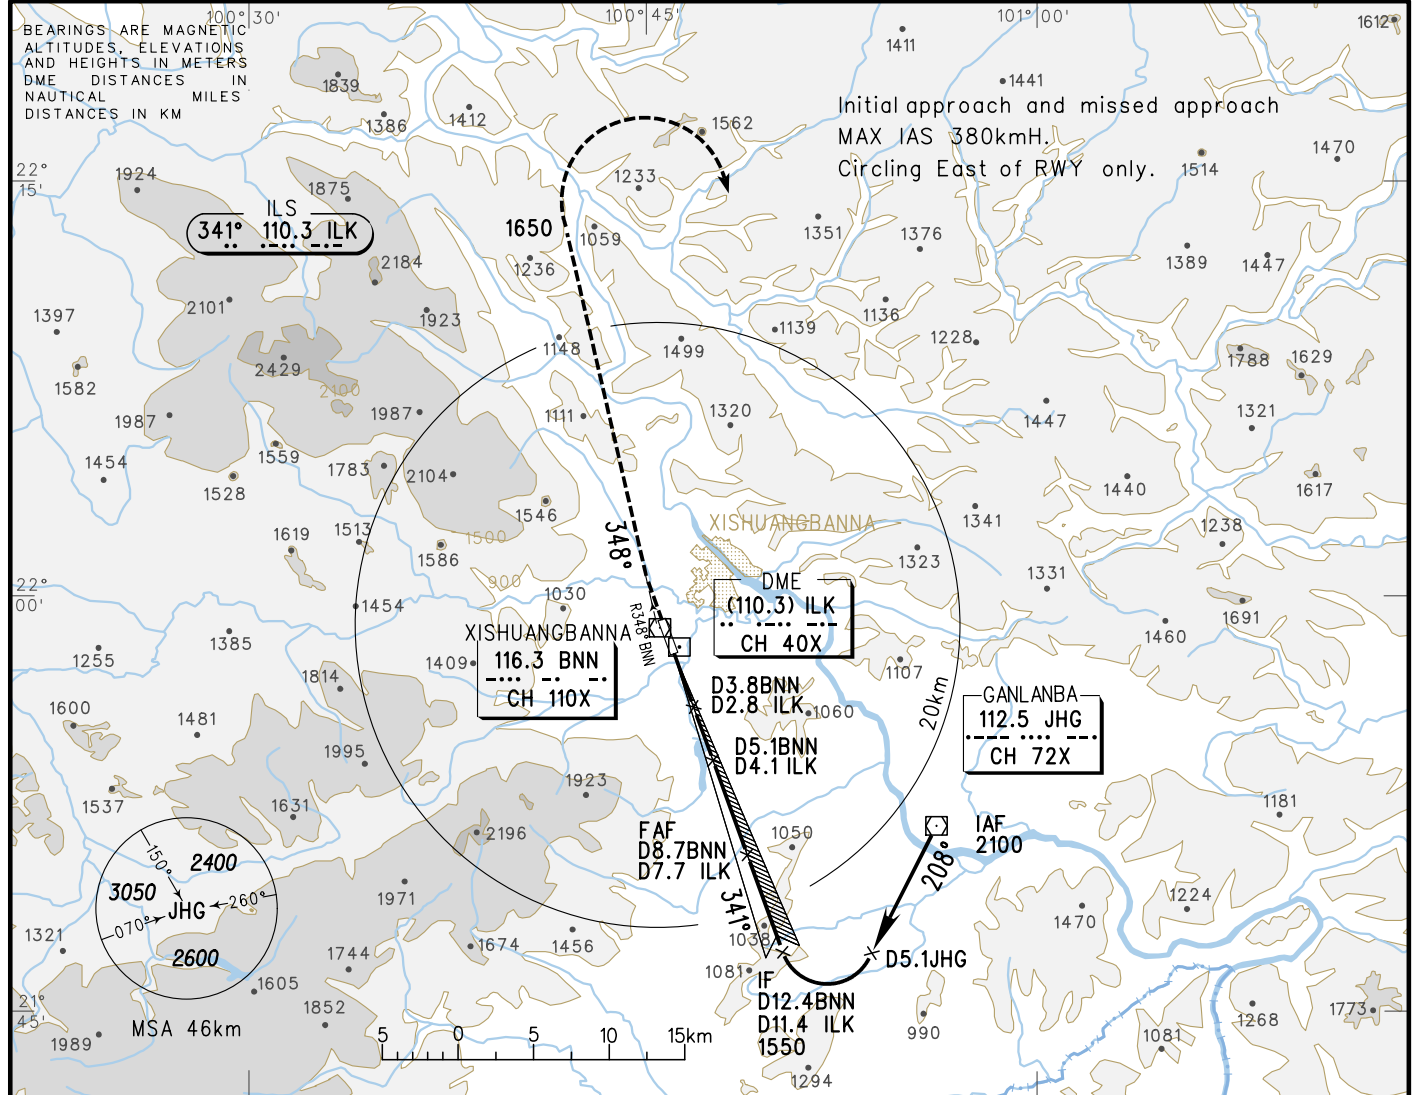 100°30'
100°45'
101°00'
1612
BEARINGS ARE MAGNETIC
ALTITUDES, ELEVATIONS
AND HEIGHTS IN METERS
DME DISTANCES IN
NAUTICAL MILES
DISTANCES IN KM
1411
1839
1441
1386
1412
1562
Initial approach and missed approach
MAX IAS 380kmH.
Circling East of RWY only.
1470
1514
22°
15'
1924
1875
1233
ILS
341° 110.3 ILK
1650
1059
1351
1376
1236
2184
1389
1447
2101
1397
1923
1136
1139
1148
1499
1228
1788
1629
2429
1582
2100
1987
1987
1111
1320
1447
1321
1454
1559
1783
2104
1528
1440
1617
1546
1341
XISHUANGBANNA
1619
1513
1500
1586
348°
1323
1238
22°
00'
900
1030
DME
(110.3) ILK
CH 40X
1331
1454
R348°BNN
1691
1385
XISHUANGBANNA
116.3 BNN
CH 110X
1460
1255
1409
1107
1814
D3.8BNN
D2.8 ILK
20km
GANLANBA
112.5 JHG
CH 72X
1600
1481
1060
1995
D5.1BNN
D4.1 ILK
1923
1537
1631
1181
2196
FAF
D8.7BNN
D7.7 ILK
1050
IAF
2100
208°
150°
2400
3050
JHG
260°
070°
2600
MSA 46km
1971
341°
1224
1470
1321
1744
1674
1456
1038
D5.1JHG
1081
1605
IF
D12.4BNN
D11.4 ILK
1550
21°
45'
1852
990
1268
1773
1989
1081
5 0 5 10 15km
1294